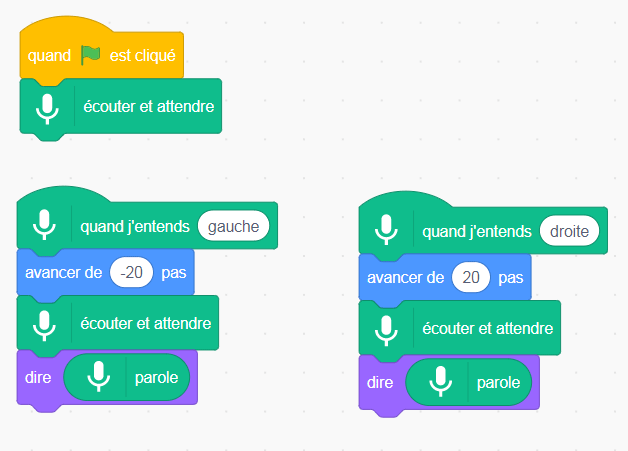 quand est cliqué
écouter et attendre
quand j'entends gauche
avancer de -20 pas
écouter et attendre
dire parole
quand j'entends droite
avancer de 20 pas
écouter et attendre
dire parole